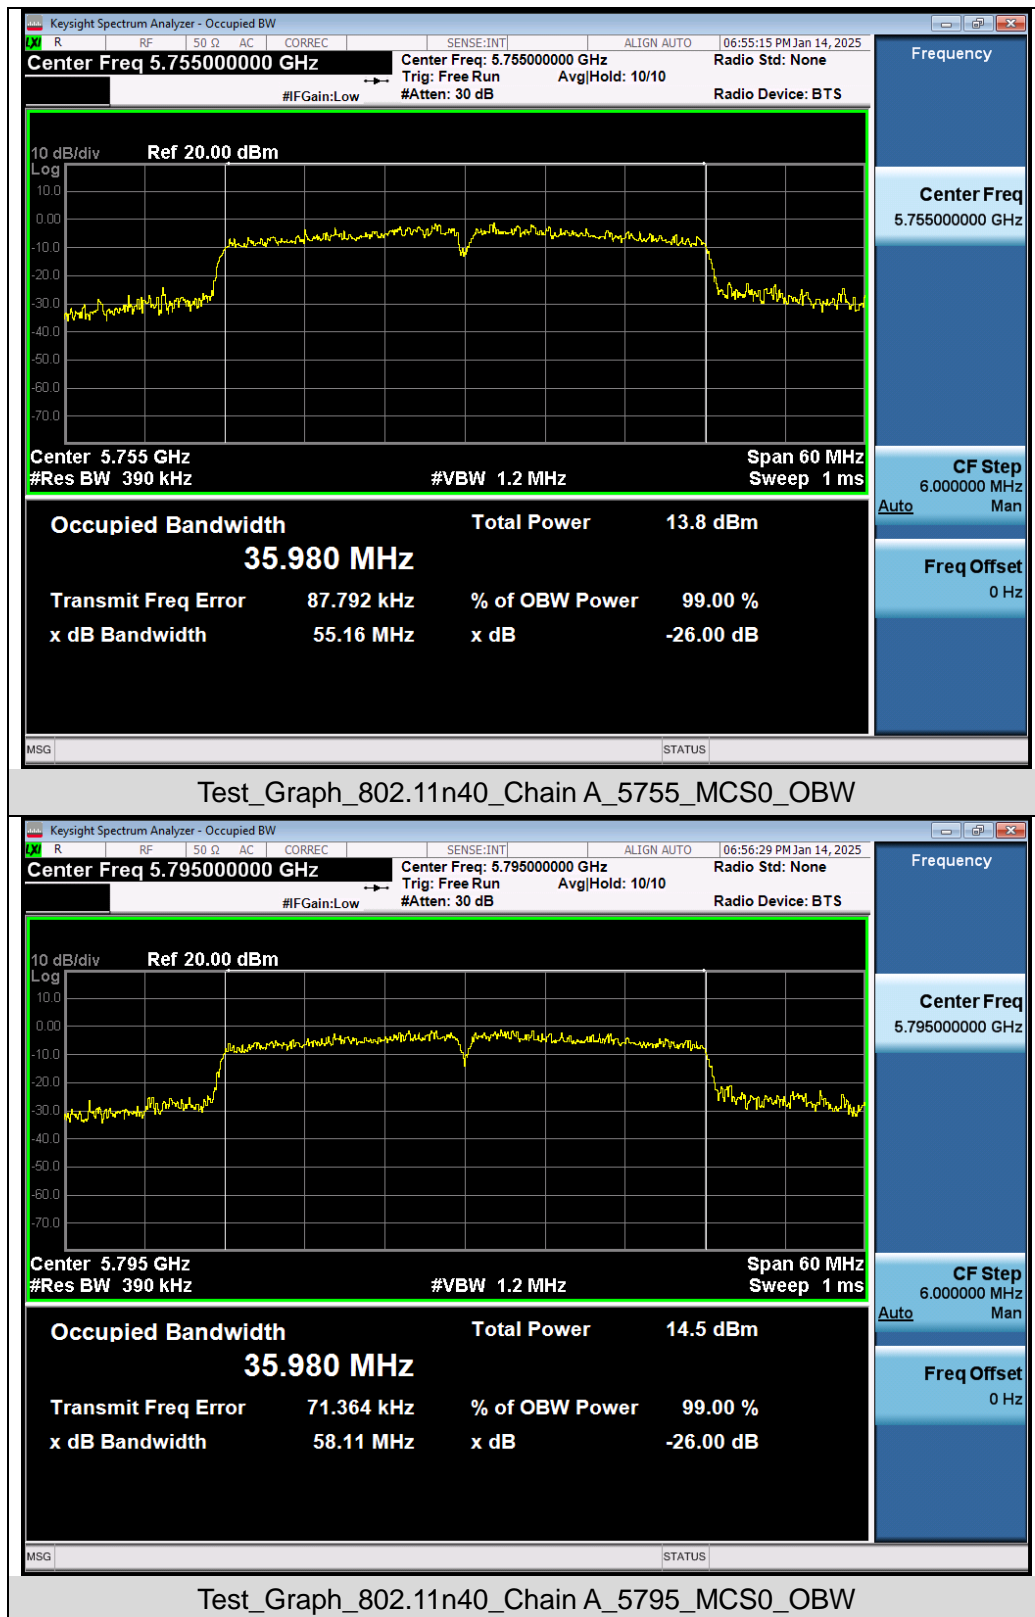 Keysight Spectrum Analyzer - Occupied BW
LXI R RF 50 Ω AC CORREC SENSE:INT ALIGN AUTO 06:55:15 PM Jan 14, 2025
Center Freq 5.755000000 GHz
Center Freq: 5.755000000 GHz
Radio Std: None
Trig: Free Run Avg|Hold: 10/10
#IFGain:Low
#Atten: 30 dB
Radio Device: BTS
Frequency
10 dB/div Ref 20.00 dBm
Log
10.0
0.00
-10.0
-20.0
-30.0
-40.0
-50.0
-60.0
-70.0
Center Freq
5.755000000 GHz
Center 5.755 GHz Span 60 MHz
#Res BW 390 kHz #VBW 1.2 MHz Sweep 1 ms
CF Step
6.000000 MHz
Auto Man
Occupied Bandwidth Total Power 13.8 dBm
35.980 MHz
Freq Offset
0 Hz
Transmit Freq Error 87.792 kHz % of OBW Power 99.00 %
x dB Bandwidth 55.16 MHz x dB -26.00 dB
MSG STATUS
Test_Graph_802.11n40_Chain A_5755_MCS0_OBW
Keysight Spectrum Analyzer - Occupied BW
LXI R RF 50 Ω AC CORREC SENSE:INT ALIGN AUTO 06:56:29 PM Jan 14, 2025
Center Freq 5.795000000 GHz
Center Freq: 5.795000000 GHz
Radio Std: None
Trig: Free Run Avg|Hold: 10/10
#IFGain:Low
#Atten: 30 dB
Radio Device: BTS
Frequency
10 dB/div Ref 20.00 dBm
Log
10.0
0.00
-10.0
-20.0
-30.0
-40.0
-50.0
-60.0
-70.0
Center Freq
5.795000000 GHz
Center 5.795 GHz Span 60 MHz
#Res BW 390 kHz #VBW 1.2 MHz Sweep 1 ms
CF Step
6.000000 MHz
Auto Man
Occupied Bandwidth Total Power 14.5 dBm
35.980 MHz
Freq Offset
0 Hz
Transmit Freq Error 71.364 kHz % of OBW Power 99.00 %
x dB Bandwidth 58.11 MHz x dB -26.00 dB
MSG STATUS
Test_Graph_802.11n40_Chain A_5795_MCS0_OBW